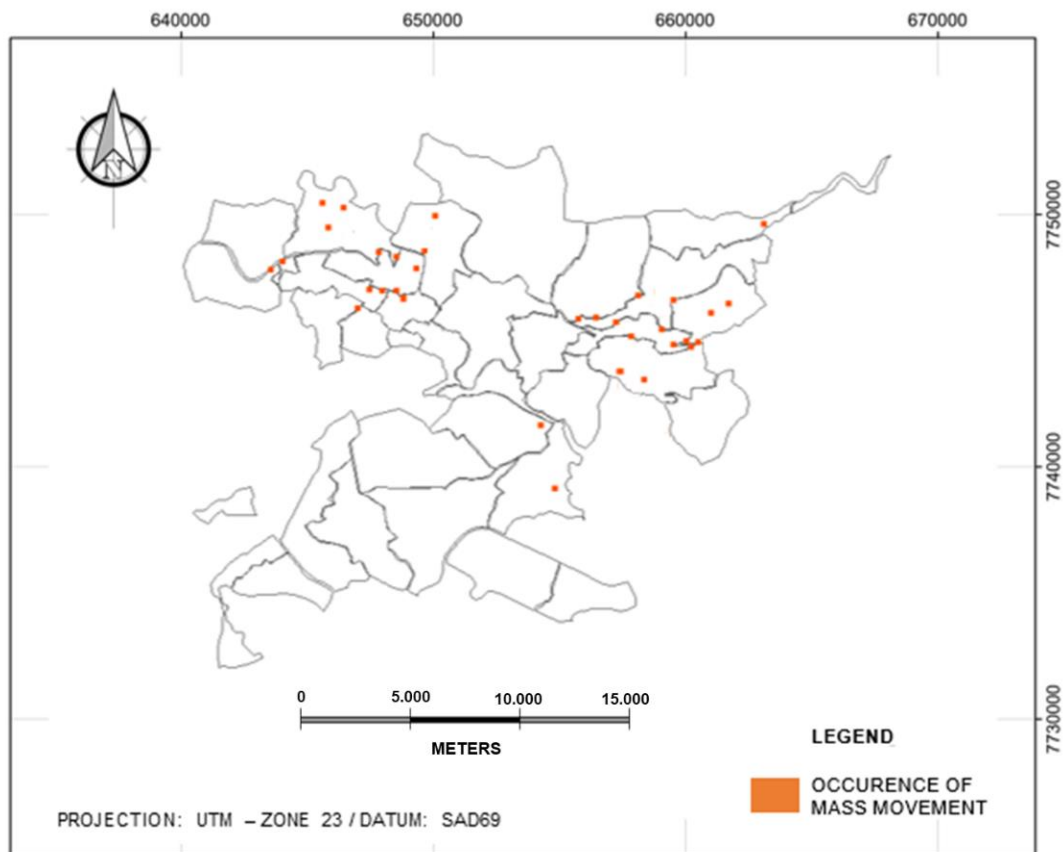 640000 650000 660000 670000
N
7750000
7740000
7730000
0 5.000 10.000 15.000
METERS
LEGEND
OCCURENCE OF
MASS MOVEMENT
PROJECTION: UTM – ZONE 23 / DATUM: SAD69